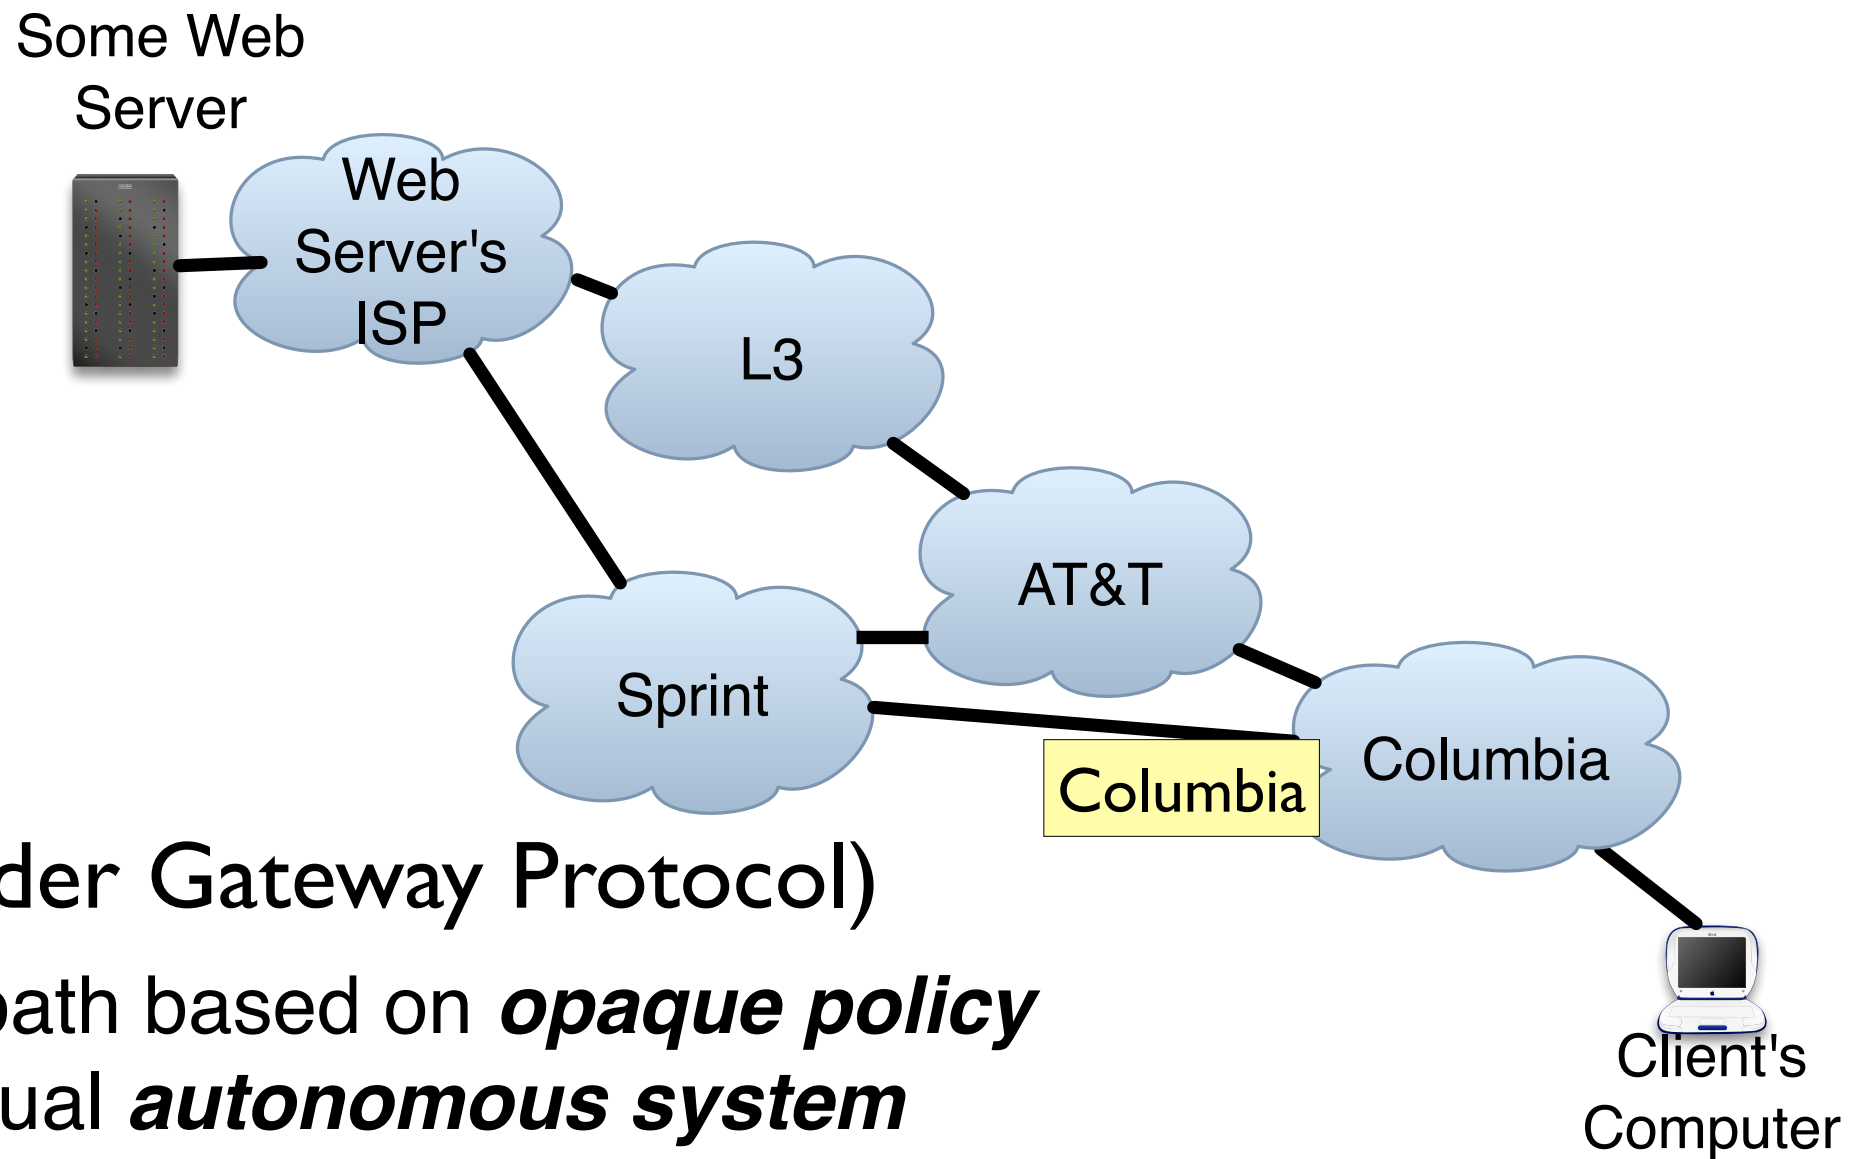 Some Web
Server
Web
Server's
ISP
L3
AT&T
Sprint
Columbia
Columbia
der Gateway Protocol)
path based on opaque policy
ual autonomous system
Client's
Computer